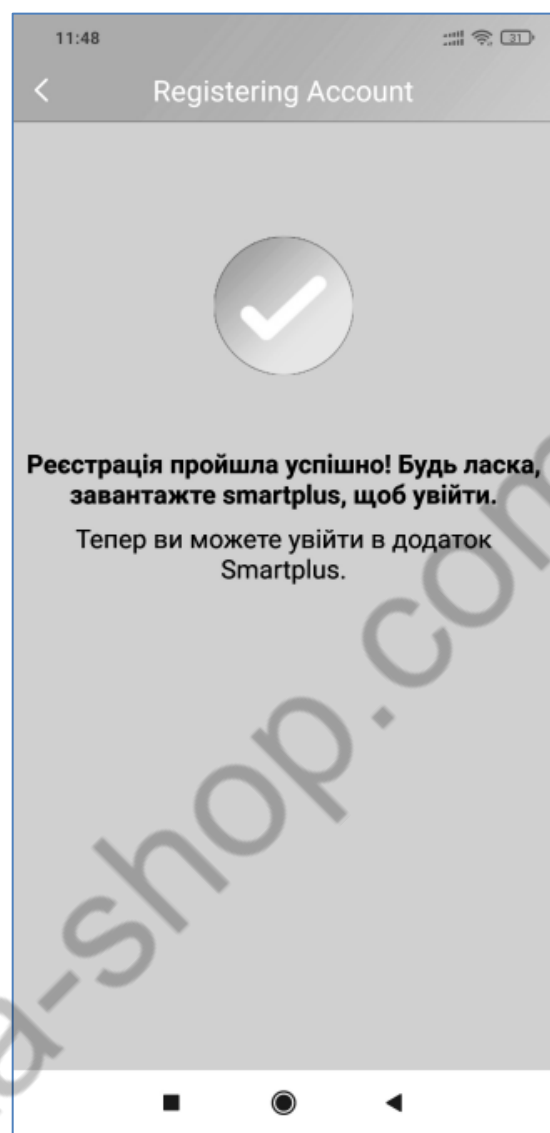 11:48
31
Registering Account
Реєстрація пройшла успішно! Будь ласка,
завантажте smartplus, щоб увійти.
Тепер ви можете увійти в додаток
Smartplus.
a-shop.com